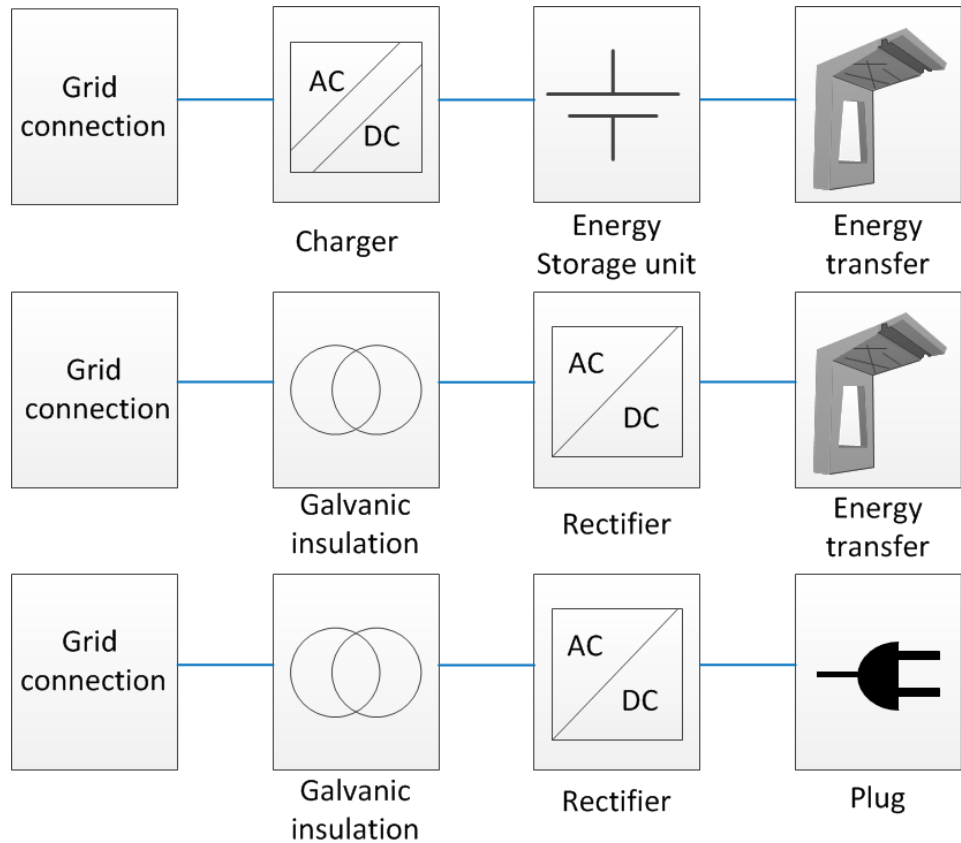 Grid
connection
AC
DC
Charger
Energy
Storage unit
Energy
transfer
Grid
connection
AC
DC
Galvanic
insulation
Rectifier
Energy
transfer
Grid
connection
AC
DC
Galvanic
insulation
Rectifier
Plug